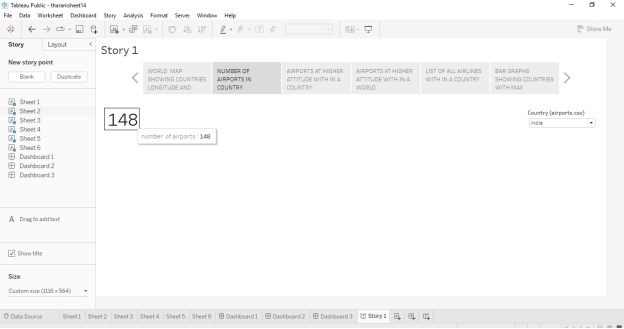 Tableau Public - tharanisheet14
File Data Worksheet Dashboard Story Analysis Format Server Window Help
Show Me
Story Layout
Story 1
New story point
Blank Duplicate
WORLD MAP SHOWING COUNTRIES LONGITUDE AND
NUMBER OF AIRPORTS IN COUNTRY
AIRPORTS AT HIGHER ATTITUDE WITH IN A COUNTRY
AIRPORTS AT HIGHER ATTITUDE WITH IN A WORLD
LIST OF ALL AIRLINES WITH IN A COUNTRY
BAR GRAPHS SHOWING COUNTRIES WITH MAX
Sheet 1
Sheet 2
Sheet 3
Sheet 4
Sheet 5
Sheet 6
Dashboard 1
Dashboard 2
Dashboard 3
148
number of airports: 148
Country (airports.csv)
India
A Drag to add text
Show title
Size
Custom size (1116 x 564)
Data Source Sheet 1 Sheet 2 Sheet 3 Sheet 4 Sheet 5 Sheet 6 Dashboard 1 Dashboard 2 Dashboard 3 Story 1